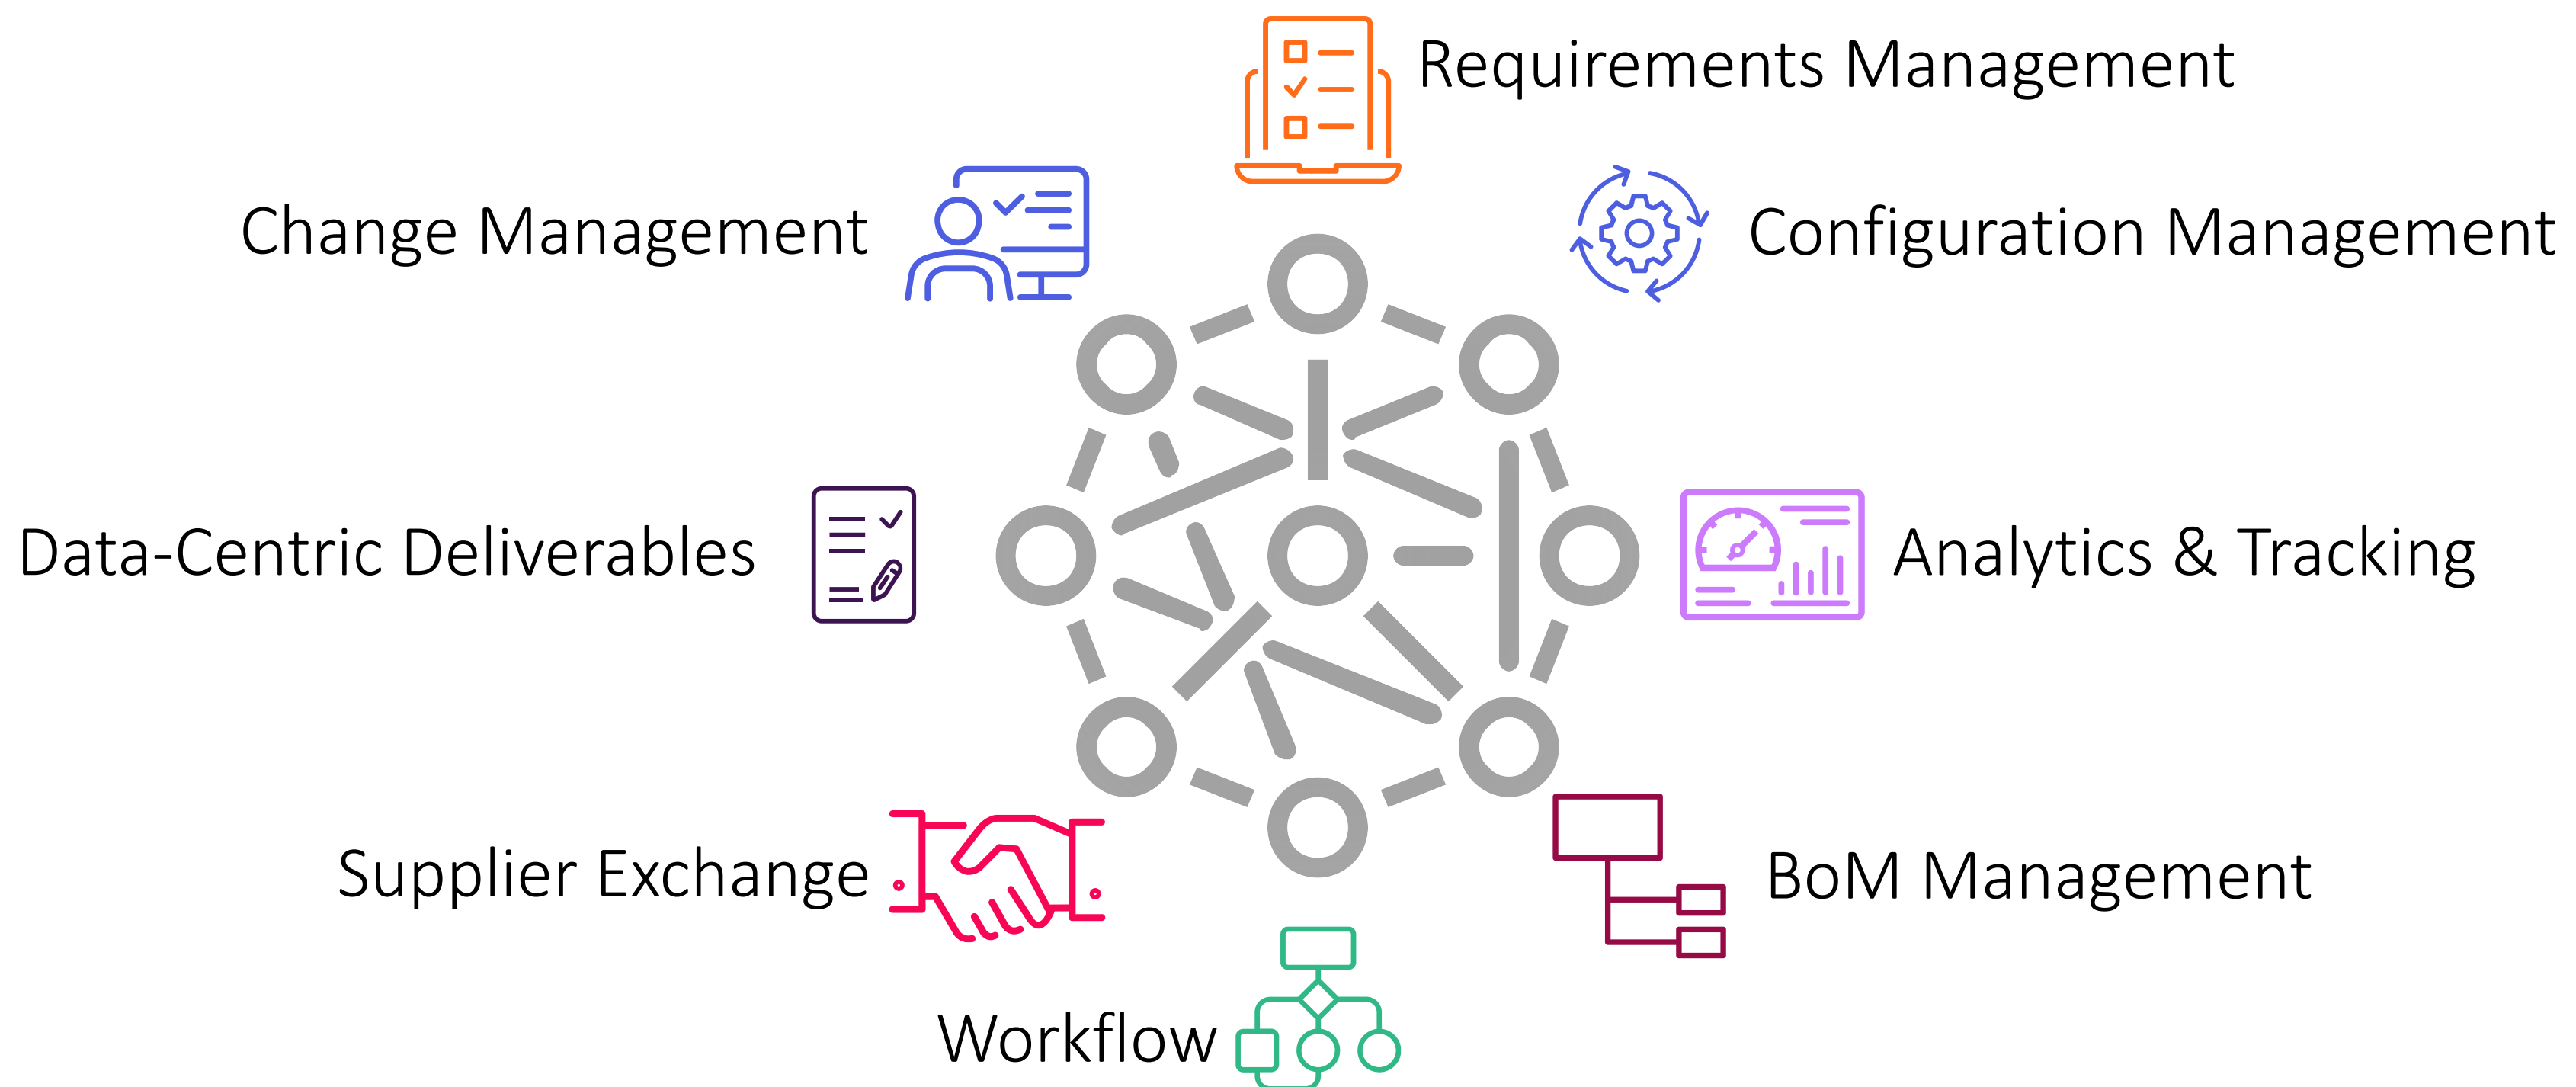 Requirements Management
Change Management
Configuration Management
Data-Centric Deliverables
Analytics & Tracking
Supplier Exchange
BoM Management
Workflow